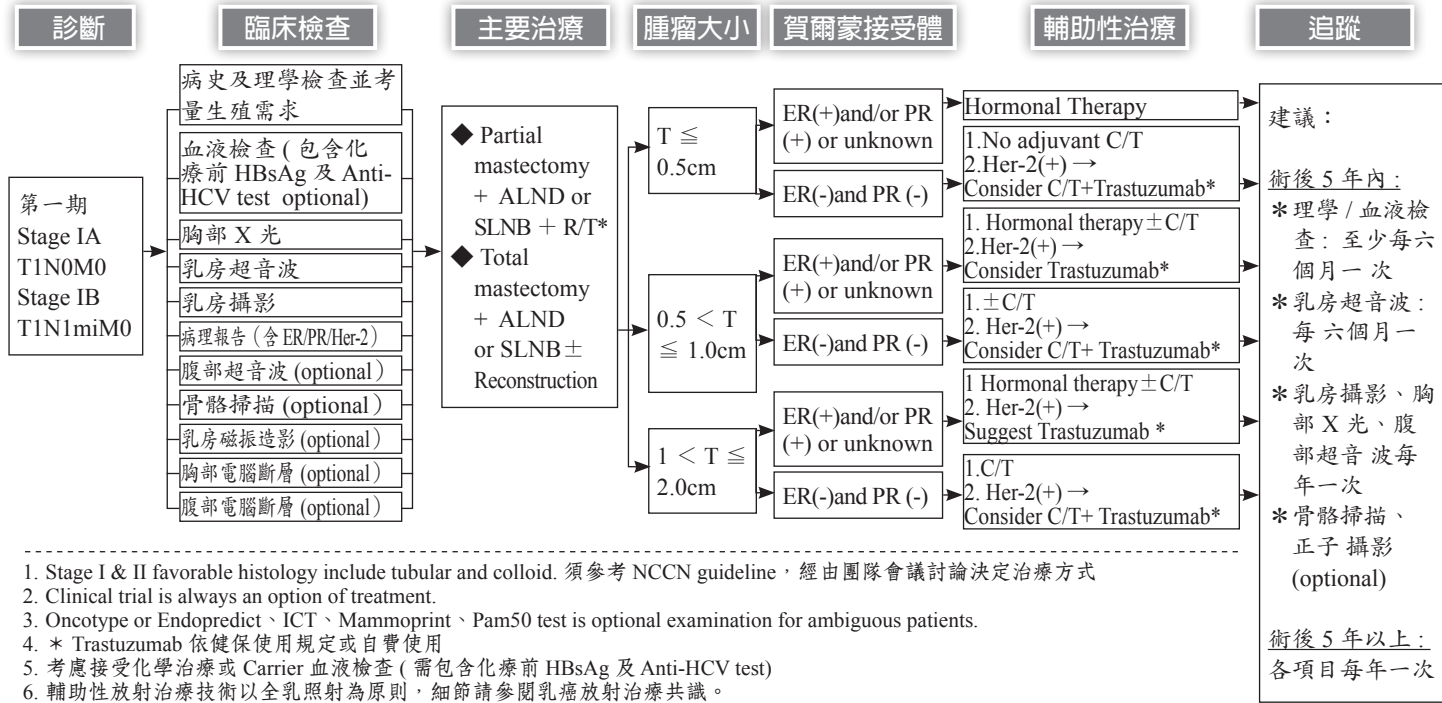 診斷
臨床檢查
主要治療
腫瘤大小
賀爾蒙接受體
輔助性治療
追蹤
第一期
Stage IA
T1N0M0
Stage IB
T1N1miM0
病史及理學檢查並考
量生殖需求
血液檢查 ( 包含化
療前 HBsAg 及 Anti-
HCV test optional)
胸部 X 光
乳房超音波
乳房攝影
病理報告（含 ER/PR/Her-2）
腹部超音波 (optional）
骨骼掃描 (optional）
乳房磁振造影 (optional）
胸部電腦斷層 (optional）
腹部電腦斷層 (optional）
◆ Partial
mastectomy
+ ALND or
SLNB + R/T*
◆ Total
mastectomy
+ ALND
or SLNB±
Reconstruction
T ≦
0.5cm
0.5 < T
≦ 1.0cm
1 < T ≦
2.0cm
ER(+)and/or PR
(+) or unknown
ER(-)and PR (-)
ER(+)and/or PR
(+) or unknown
ER(-)and PR (-)
ER(+)and/or PR
(+) or unknown
ER(-)and PR (-)
Hormonal Therapy
1.No adjuvant C/T
2.Her-2(+) →
Consider C/T+Trastuzumab*
1. Hormonal therapy±C/T
2.Her-2(+) →
Consider Trastuzumab*
1.±C/T
2. Her-2(+) →
Consider C/T+ Trastuzumab*
1 Hormonal therapy±C/T
2. Her-2(+) →
Suggest Trastuzumab *
1.C/T
2. Her-2(+) →
Consider C/T+ Trastuzumab*
建議：
術後 5 年內 :
＊理學 / 血液檢
查 : 至少每六
個月一 次
＊乳房超音波 :
每 六個月一
次
＊乳房攝影、胸
部 X 光、腹
部超音 波每
年一次
＊骨骼掃描、
正子 攝影
(optional)
術後 5 年以上 :
各項目每年一次
1. Stage I & II favorable histology include tubular and colloid. 須參考 NCCN guideline，經由團隊會議討論決定治療方式
2. Clinical trial is always an option of treatment.
3. Oncotype or Endopredict、ICT、Mammoprint、Pam50 test is optional examination for ambiguous patients.
4. ＊ Trastuzumab 依健保使用規定或自費使用
5. 考慮接受化學治療或 Carrier 血液檢查 ( 需包含化療前 HBsAg 及 Anti-HCV test)
6. 輔助性放射治療技術以全乳照射為原則，細節請參閱乳癌放射治療共識。